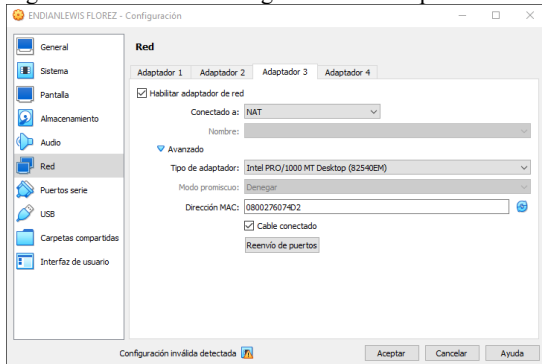 ENDIANLEWIS FLOREZ - Configuración
General
Sistema
Pantalla
Almacenamiento
Audio
Red
Puertos serie
USB
Carpetas compartidas
Interfaz de usuario
Red
Adaptador 1 Adaptador 2 Adaptador 3 Adaptador 4
Habilitar adaptador de red
Conectado a: NAT
Nombre:
Avanzado
Tipo de adaptador: Intel PRO/1000 MT Desktop (82540EM)
Modo promiscuo: Denegar
Dirección MAC: 0800276074D2
Cable conectado
Reenvío de puertos
Configuración inválida detectada Aceptar Cancelar Ayuda